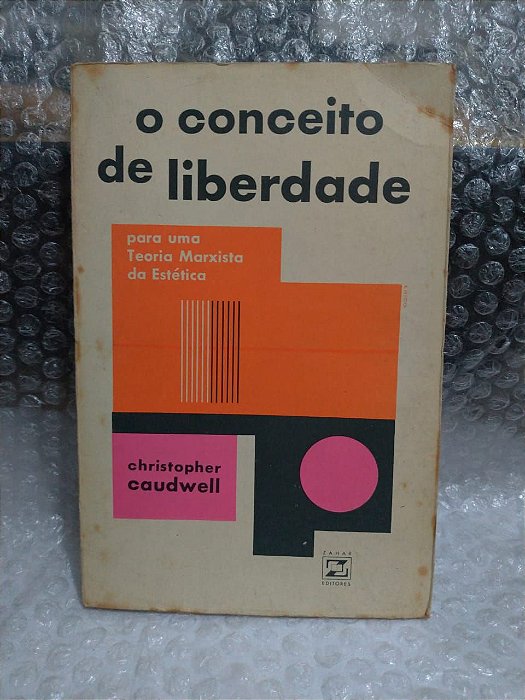 o conceito
de liberdade
para uma
Teoria Marxista
da Estética
christopher
caudwell
ZAHAR
EDITORES